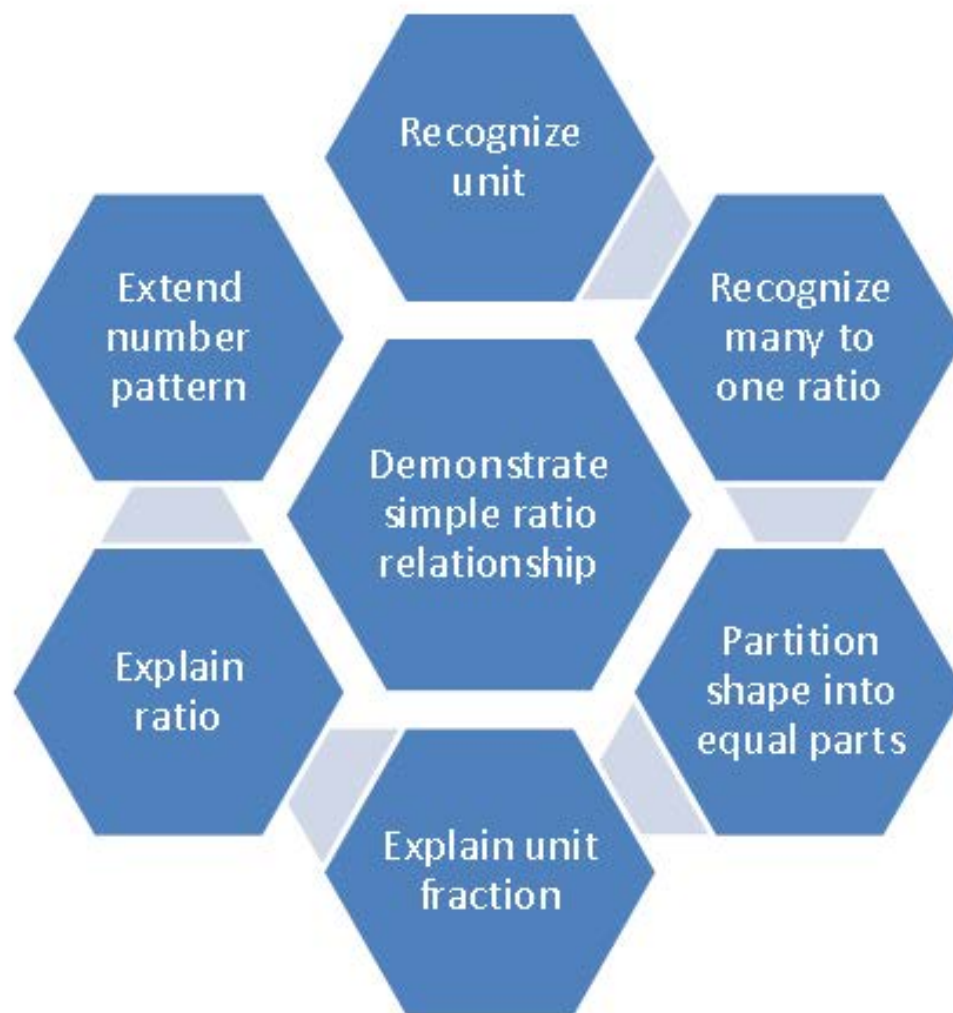 Recognize
unit
Recognize
many to
one ratio
Partition
shape into
equal parts
Explain unit
fraction
Explain
ratio
Extend
number
pattern
Demonstrate
simple ratio
relationship